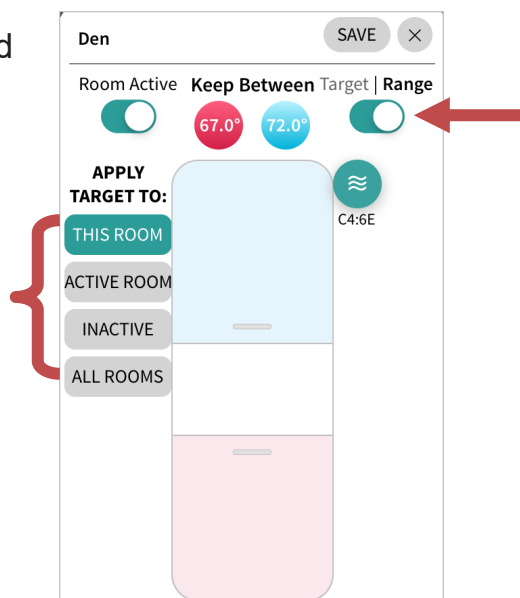 d
Den
SAVE
Room Active
Keep Between
Target | Range
67.0°
72.0°
APPLY
TARGET TO:
C4:6E
THIS ROOM
ACTIVE ROOM
INACTIVE
ALL ROOMS